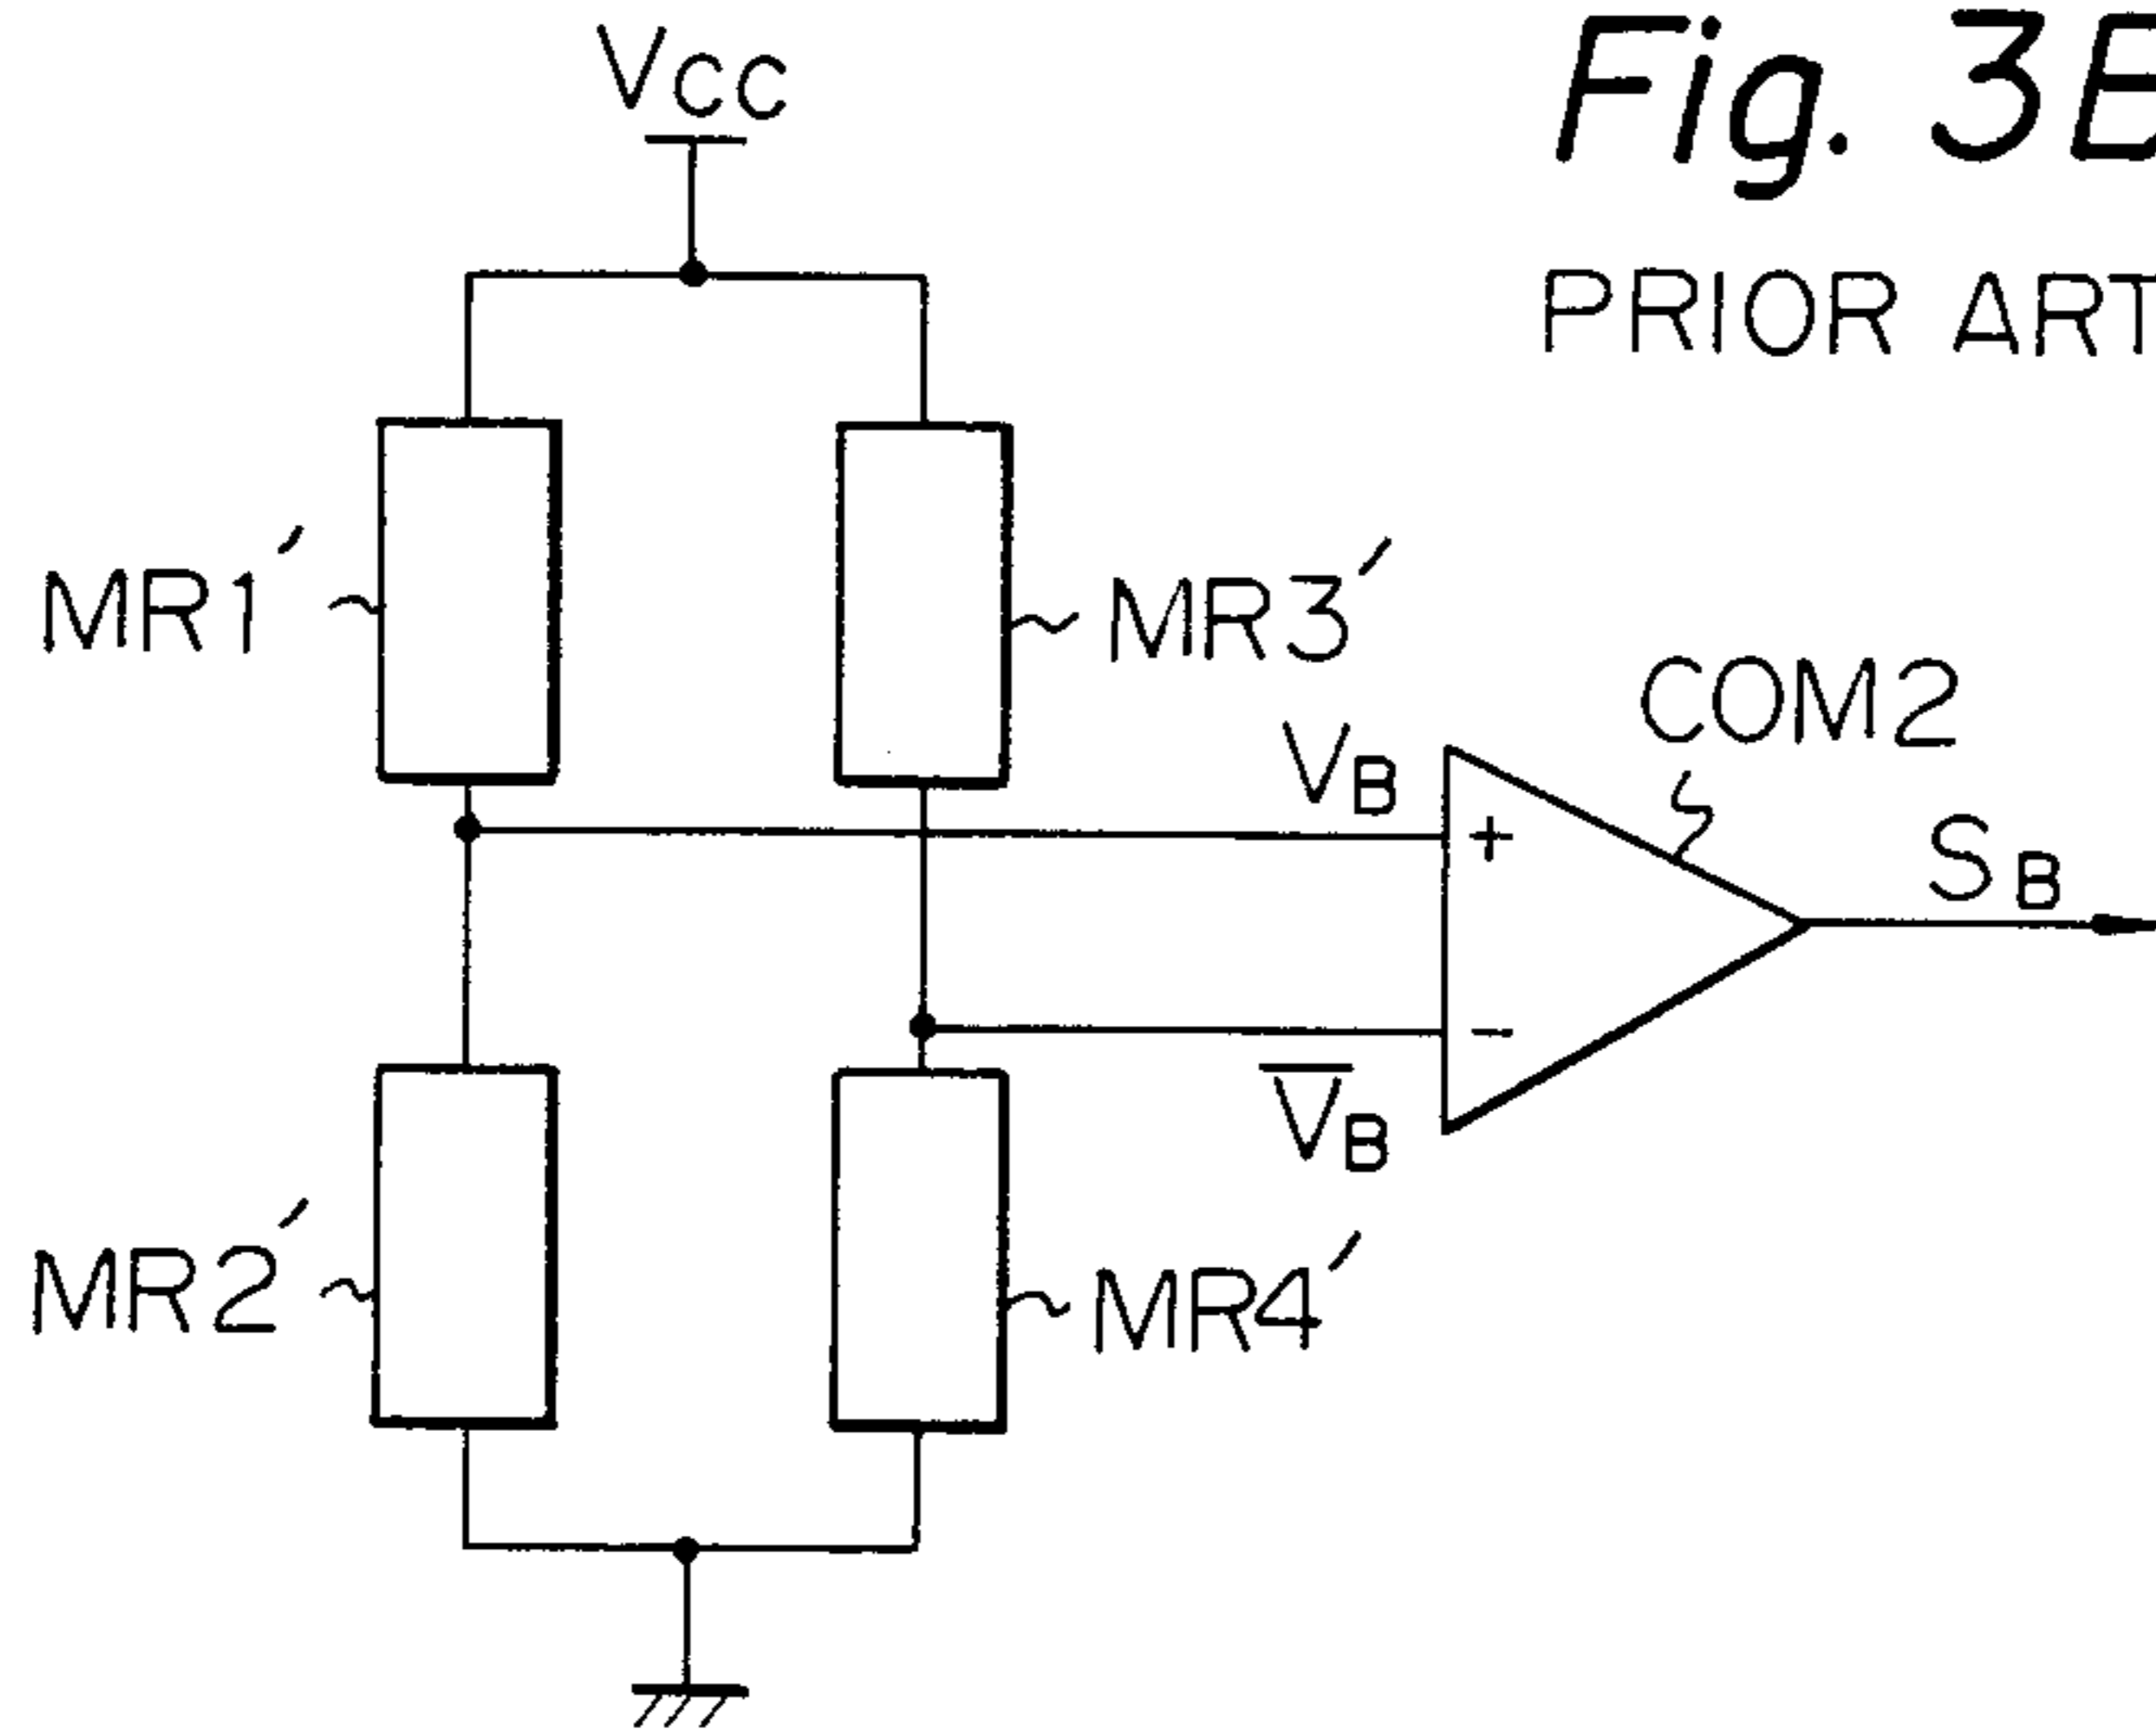 Vcc
Fig. 3B
PRIOR ART
MR1′
MR3′
COM2
VB
+
SB
−
V̅B
MR2′
MR4′